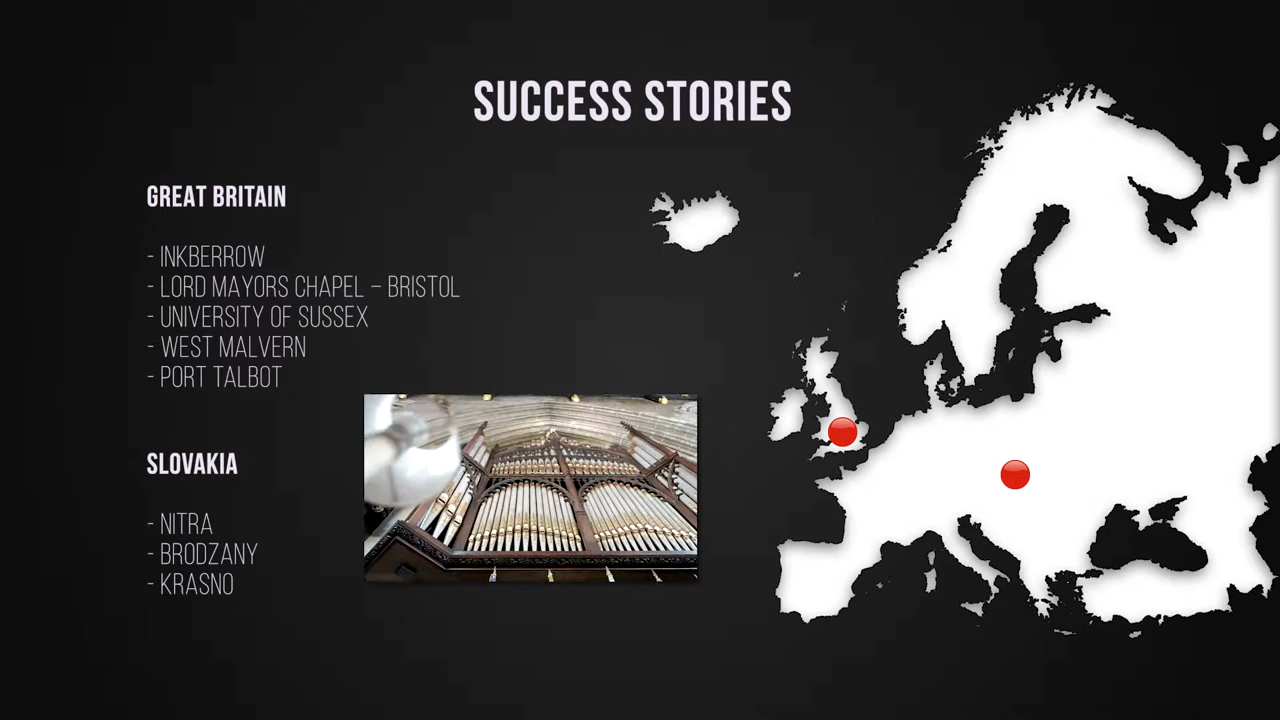 SUCCESS STORIES
GREAT BRITAIN
- INKBERROW
- LORD MAYORS CHAPEL – BRISTOL
- UNIVERSITY OF SUSSEX
- WEST MALVERN
- PORT TALBOT
SLOVAKIA
- NITRA
- BRODZANY
- KRASNO